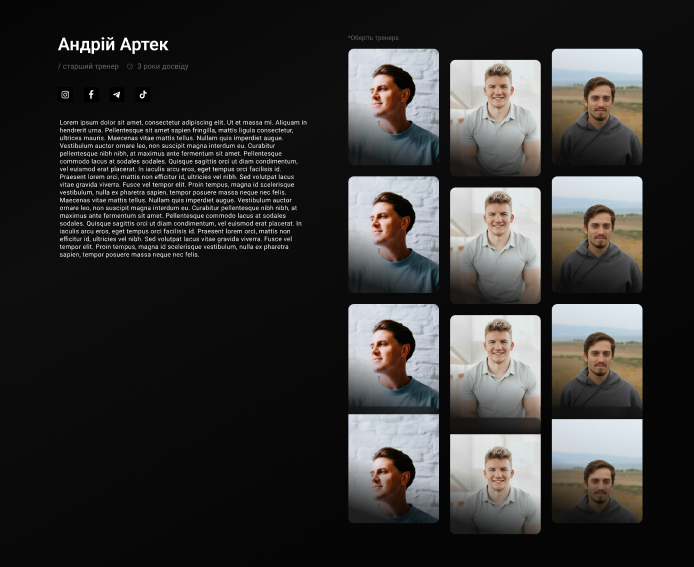 Андрій Артек
/ старший тренер 3 роки досвіду
*Оберіть тренера
Lorem ipsum dolor sit amet, consectetur adipiscing elit. Ut et massa mi. Aliquam in
hendrerit urna. Pellentesque sit amet sapien fringilla, mattis ligula consectetur,
ultrices mauris. Maecenas vitae mattis tellus. Nullam quis imperdiet augue.
Vestibulum auctor ornare leo, non suscipit magna interdum eu. Curabitur
pellentesque nibh nibh, at maximus ante fermentum sit amet. Pellentesque
commodo lacus at sodales sodales. Quisque sagittis orci ut diam condimentum,
vel euismod erat placerat. In iaculis arcu eros, eget tempus orci facilisis id.
Praesent lorem orci, mattis non efficitur id, ultricies vel nibh. Sed volutpat lacus
vitae gravida viverra. Fusce vel tempor elit. Proin tempus, magna id scelerisque
vestibulum, nulla ex pharetra sapien, tempor posuere massa neque nec felis.
Maecenas vitae mattis tellus. Nullam quis imperdiet augue. Vestibulum auctor
ornare leo, non suscipit magna interdum eu. Curabitur pellentesque nibh nibh, at
maximus ante fermentum sit amet. Pellentesque commodo lacus at sodales
sodales. Quisque sagittis orci ut diam condimentum, vel euismod erat placerat. In
iaculis arcu eros, eget tempus orci facilisis id. Praesent lorem orci, mattis non
efficitur id, ultricies vel nibh. Sed volutpat lacus vitae gravida viverra. Fusce vel
tempor elit. Proin tempus, magna id scelerisque vestibulum, nulla ex pharetra
sapien, tempor posuere massa neque nec felis.